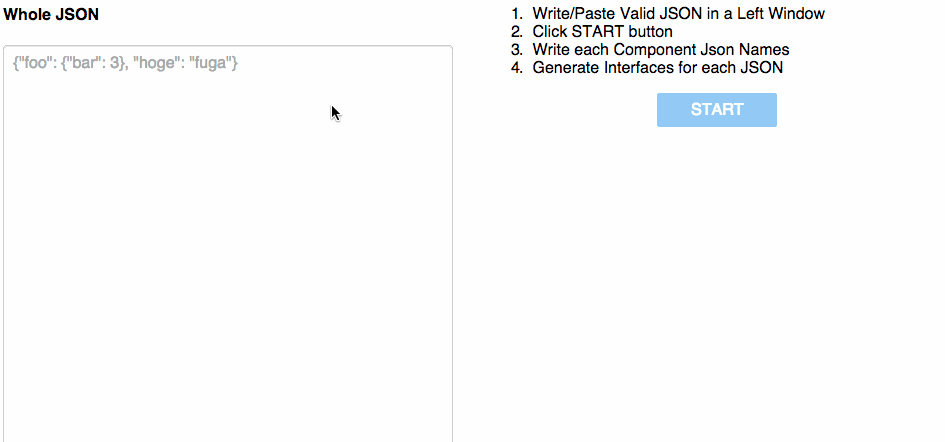 Whole JSON
{"foo": {"bar": 3}, "hoge": "fuga"}
1. Write/Paste Valid JSON in a Left Window
2. Click START button
3. Write each Component Json Names
4. Generate Interfaces for each JSON
START